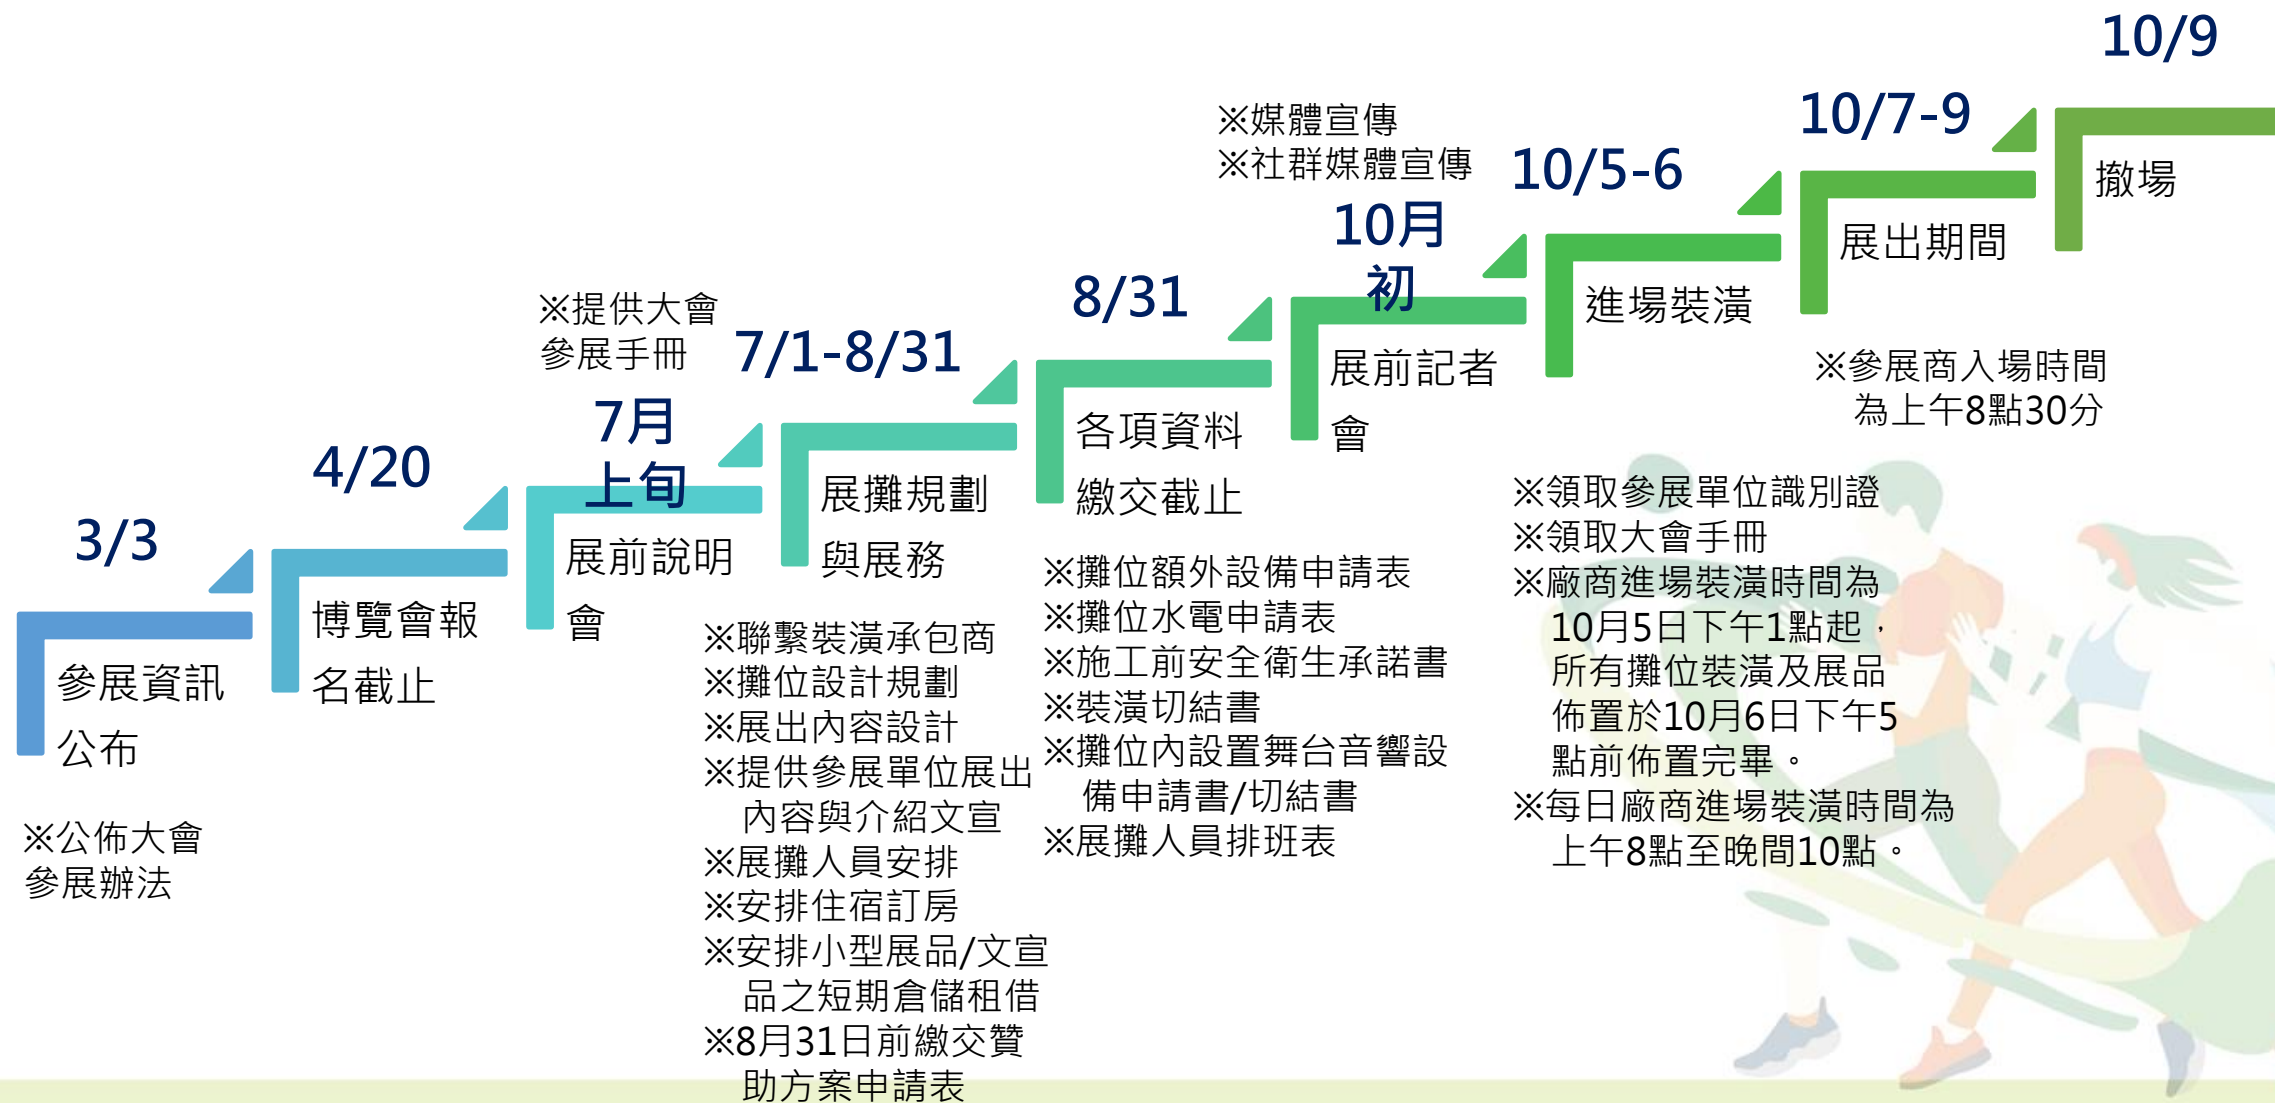 3/3
參展資訊
公布
※公佈大會
參展辦法
4/20
博覽會報
名截止
※提供大會
參展手冊
7月
上旬
展前說明
會
7/1-8/31
展攤規劃
與展務
※聯繫裝潢承包商
※攤位設計規劃
※展出內容設計
※提供參展單位展出
內容與介紹文宣
※展攤人員安排
※安排住宿訂房
※安排小型展品/文宣
品之短期倉儲租借
※8月31日前繳交贊
助方案申請表
8/31
各項資料
繳交截止
※攤位額外設備申請表
※攤位水電申請表
※施工前安全衛生承諾書
※裝潢切結書
※攤位內設置舞台音響設
備申請書/切結書
※展攤人員排班表
※媒體宣傳
※社群媒體宣傳
10月
初
展前記者
會
10/5-6
進場裝潢
※領取參展單位識別證
※領取大會手冊
※廠商進場裝潢時間為
10月5日下午1點起，
所有攤位裝潢及展品
佈置於10月6日下午5
點前佈置完畢。
※每日廠商進場裝潢時間為
上午8點至晚間10點。
10/7-9
展出期間
※參展商入場時間
為上午8點30分
10/9
撤場